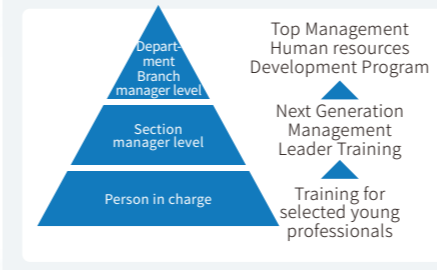 Depart-
ment
Branch
manager level
Section
manager level
Person in charge
Top Management
Human resources
Development Program
Next Generation
Management
Leader Training
Training for
selected young
professionals